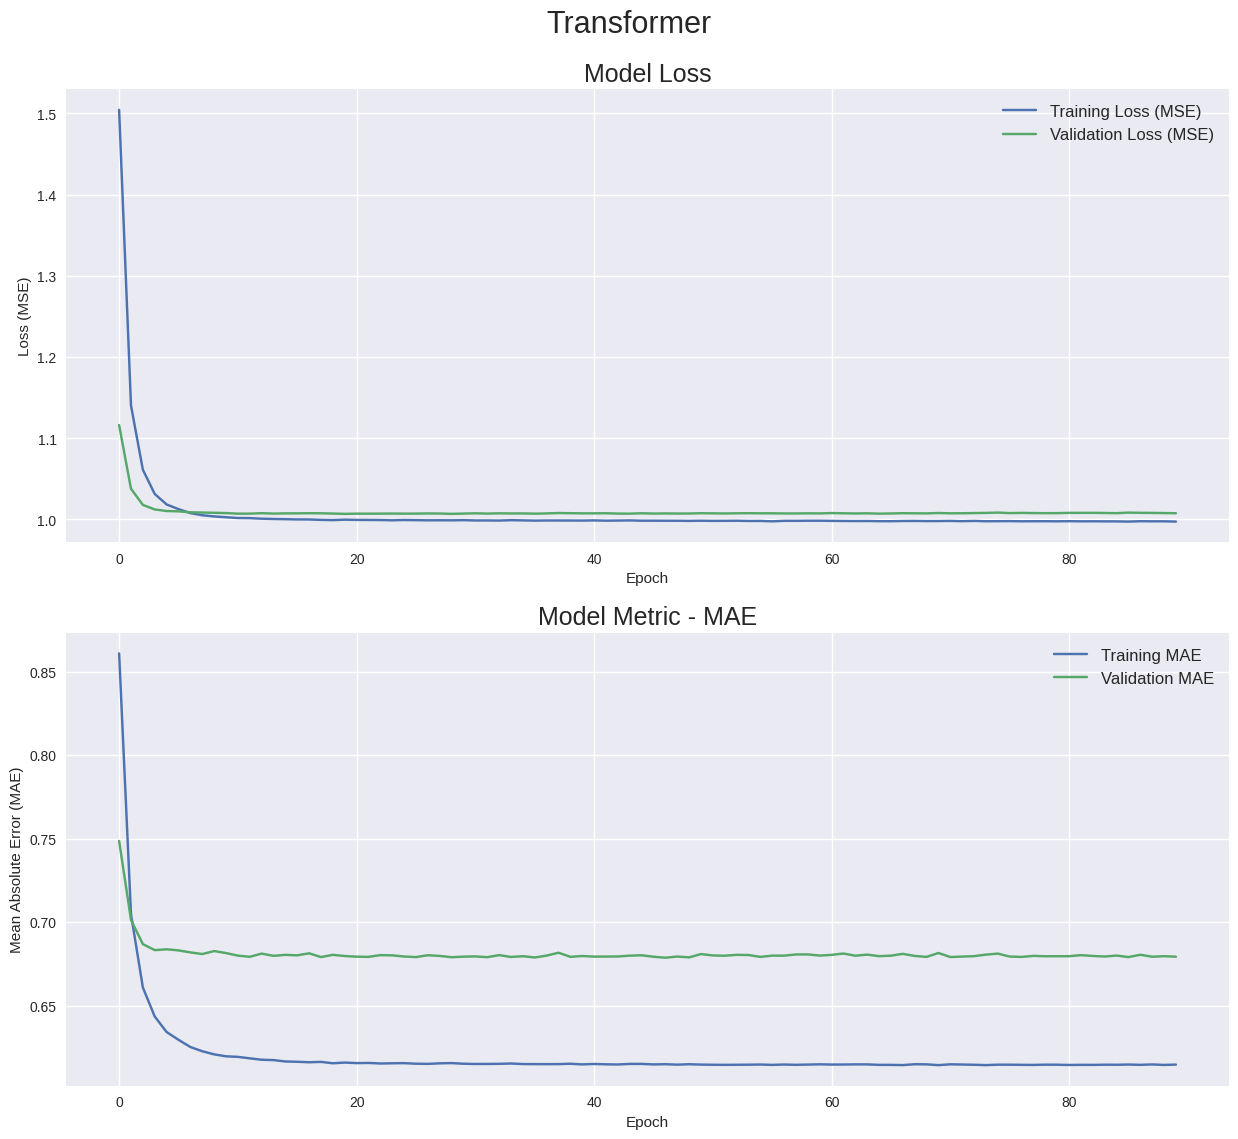 Transformer
Model Loss
Training Loss (MSE)
Validation Loss (MSE)
Loss (MSE)
1.5
1.4
1.3
1.2
1.1
1.0
0 20 40 60 80
Epoch
Model Metric - MAE
Training MAE
Validation MAE
Mean Absolute Error (MAE)
0.85
0.80
0.75
0.70
0.65
0 20 40 60 80
Epoch